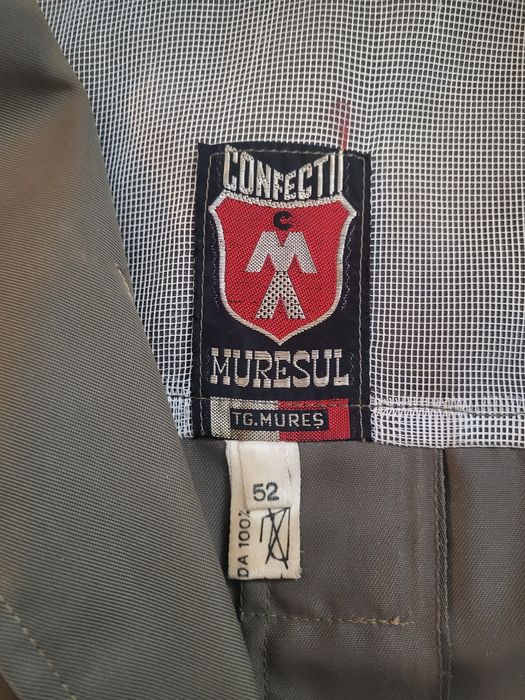 CONFECTII
C
MURESUL
TG.MUREȘ
52
DA 100%